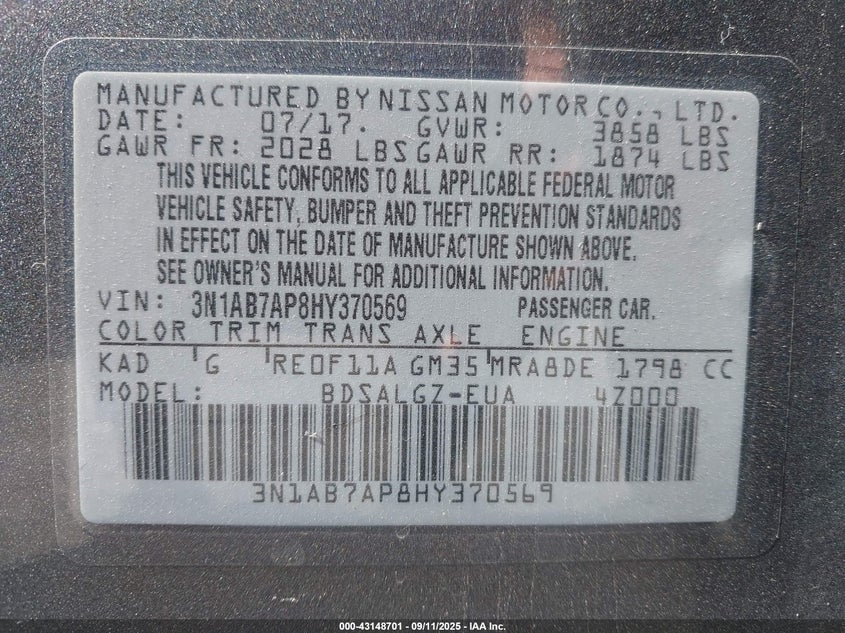 MANUFACTURED BY NISSAN MOTOR CO., LTD.
DATE: 07/17. GVWR: 3858 LBS
GAWR FR: 2028 LBS GAWR RR: 1874 LBS
THIS VEHICLE CONFORMS TO ALL APPLICABLE FEDERAL MOTOR
VEHICLE SAFETY, BUMPER AND THEFT PREVENTION STANDARDS
IN EFFECT ON THE DATE OF MANUFACTURE SHOWN ABOVE.
SEE OWNER'S MANUAL FOR ADDITIONAL INFORMATION.
VIN: 3N1AB7AP8HY370569 PASSENGER CAR.
COLOR TRIM TRANS AXLE ENGINE
KAD G RE0F11A GM35 MRA8DE 1798 CC
MODEL: BDSALGZ-EUA 4Z000
3N1AB7AP8HY370569
000-43148701 - 09/11/2025 - IAA Inc.